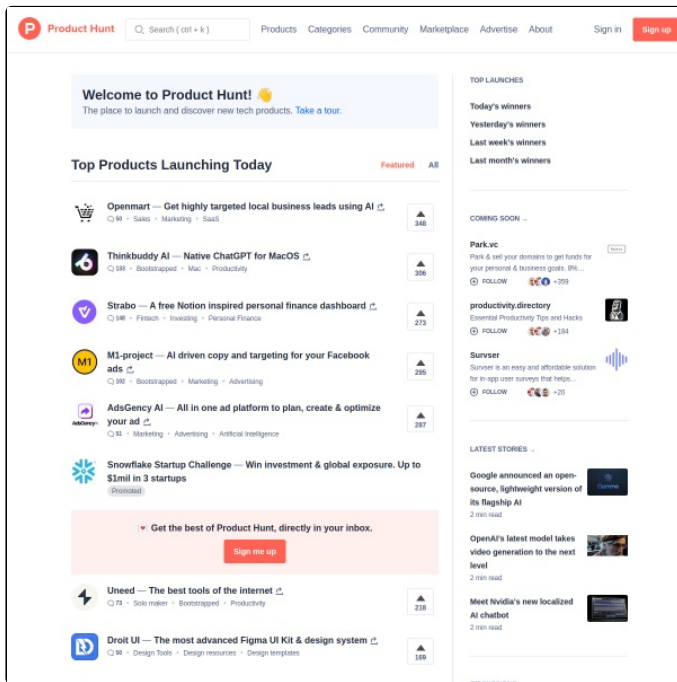 Product Hunt
Search ( ctrl + k )
Products
Categories
Community
Marketplace
Advertise
About
Sign in
Sign up
Welcome to Product Hunt! 👋
The place to launch and discover new tech products. Take a tour.
Top Products Launching Today
Featured
All
Openmart — Get highly targeted local business leads using AI
50 • Sales • Marketing • SaaS
348
Thinkbuddy AI — Native ChatGPT for MacOS
• Bootstrapped • Mac • Productivity
306
Strabo — A free Notion inspired personal finance dashboard
• Fintech • Investing • Personal Finance
273
M1
M1-project — AI driven copy and targeting for your Facebook
ads
102 • Bootstrapped • Marketing • Advertising
295
AdsGency AI — All in one ad platform to plan, create & optimize
your ad
51 • Marketing • Advertising • Artificial Intelligence
287
Snowflake Startup Challenge — Win investment & global exposure. Up to
$1mil in 3 startups
Promoted
💌 Get the best of Product Hunt, directly in your inbox.
Sign me up
Uneed — The best tools of the internet
73 • Solo maker • Bootstrapped • Productivity
218
Droit UI — The most advanced Figma UI Kit & design system
50 • Design Tools • Design resources • Design templates
169
TOP LAUNCHES
Today's winners
Yesterday's winners
Last week's winners
Last month's winners
COMING SOON →
Park.vc
Park & sell your domains to get funds for
your personal & business goals. 8%…
FOLLOW
+359
productivity.directory
Essential Productivity Tips and Hacks
FOLLOW
+184
Survser
Survser is an easy and affordable solution
for in-app user surveys that helps…
FOLLOW
+20
LATEST STORIES →
Google announced an open-
source, lightweight version of
its flagship AI
2 min read
OpenAI's latest model takes
video generation to the next
level
2 min read
Meet Nvidia's new localized
AI chatbot
2 min read